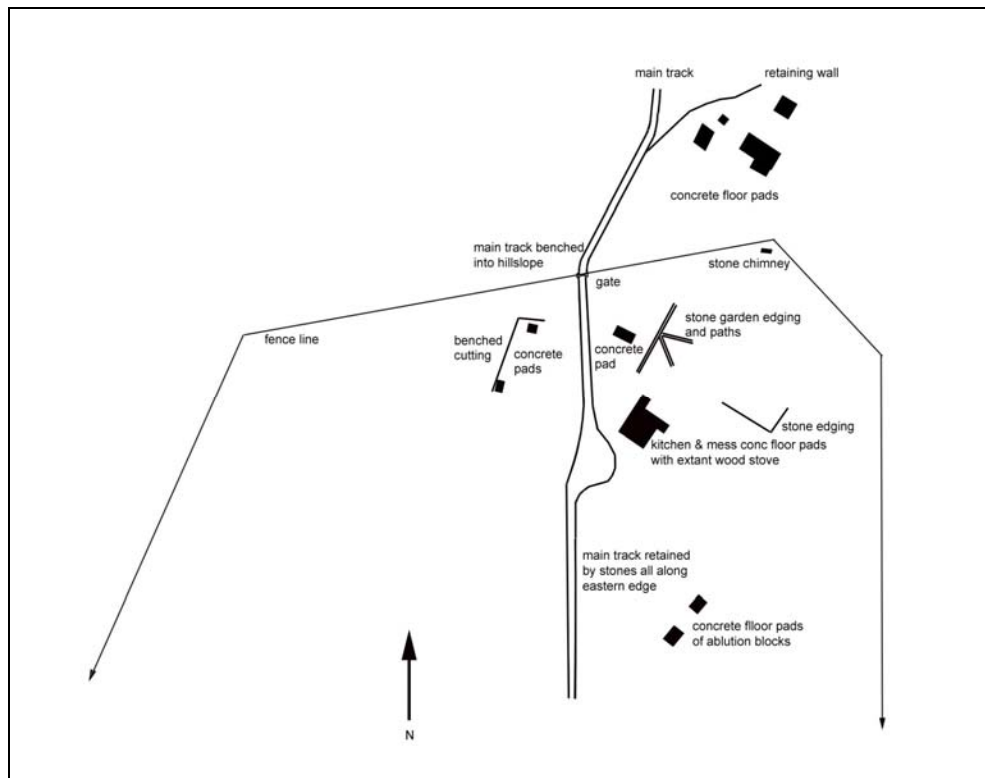 main track
retaining wall
concrete floor pads
main track benched
into hillslope
stone chimney
gate
stone garden edging
and paths
fence line
benched
cutting
concrete
pads
concrete
pad
stone edging
kitchen & mess conc floor pads
with extant wood stove
main track retained
by stones all along
eastern edge
concrete flloor pads
of ablution blocks
N